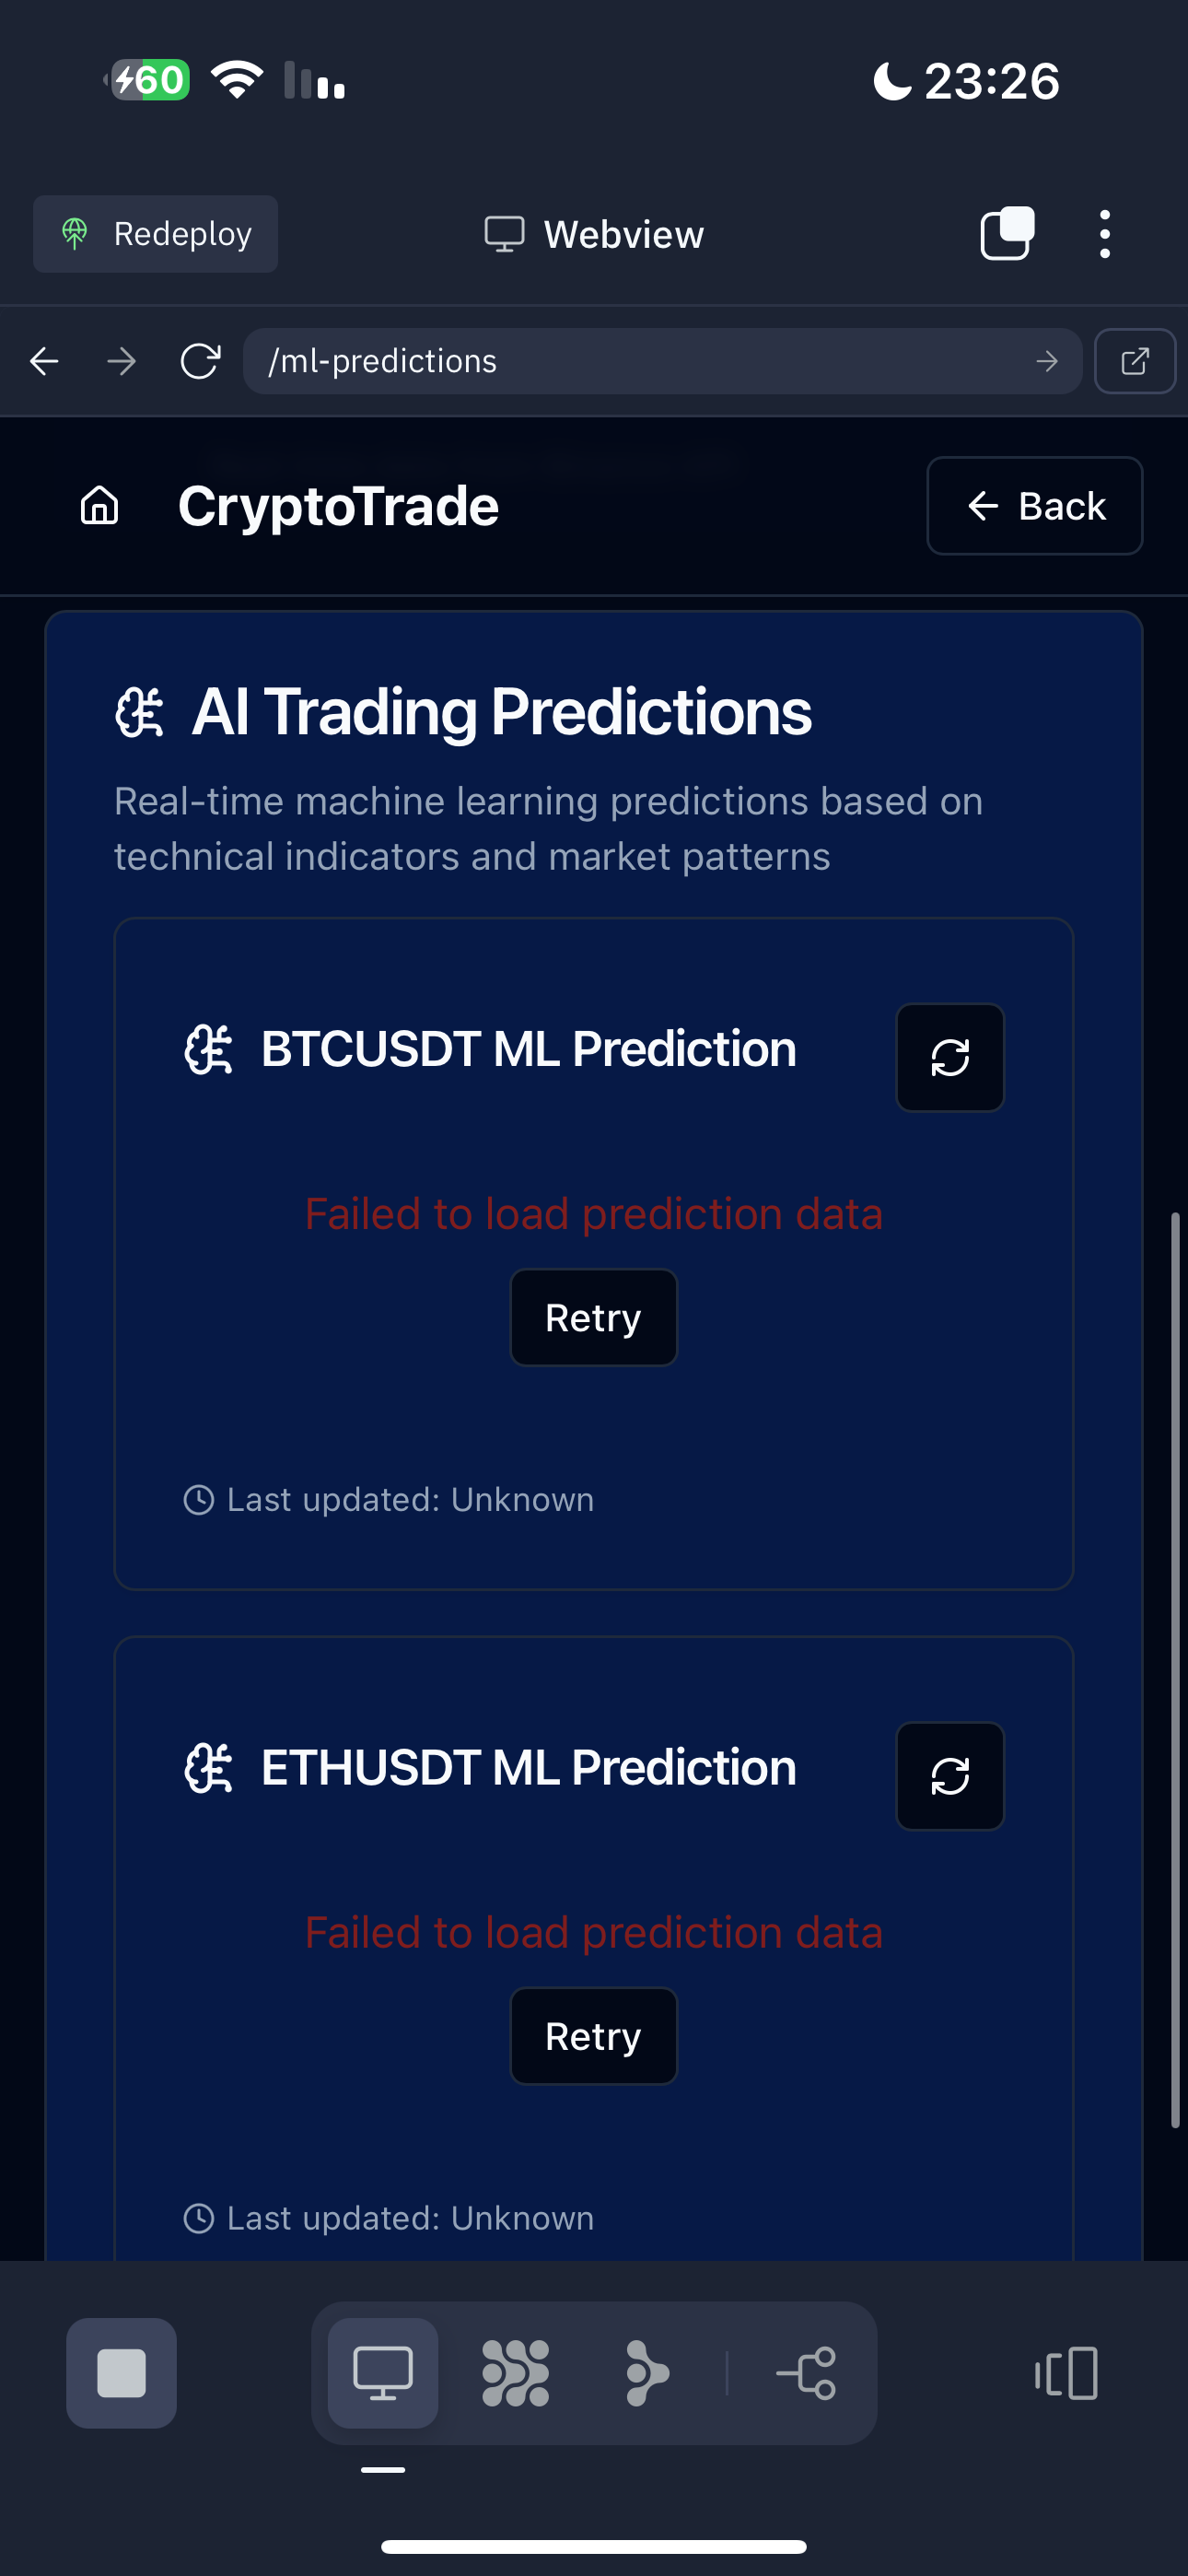 60
23:26
Redeploy
Webview
/ml-predictions
CryptoTrade
Back
AI Trading Predictions
Real-time machine learning predictions based on
technical indicators and market patterns
BTCUSDT ML Prediction
Failed to load prediction data
Retry
Last updated: Unknown
ETHUSDT ML Prediction
Failed to load prediction data
Retry
Last updated: Unknown